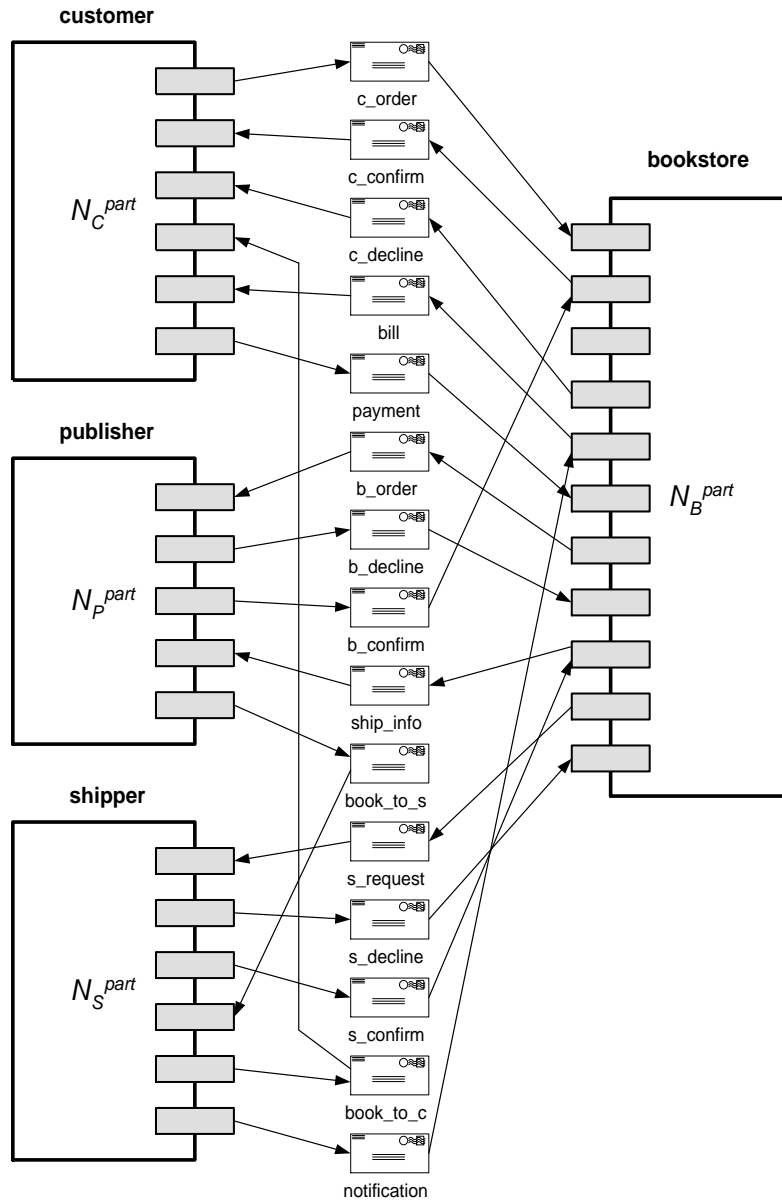 customer
c_order
c_confirm
bookstore
N_C^part
c_decline
bill
payment
publisher
b_order
N_B^part
b_decline
N_P^part
b_confirm
ship_info
book_to_s
shipper
s_request
s_decline
N_S^part
s_confirm
book_to_c
notification